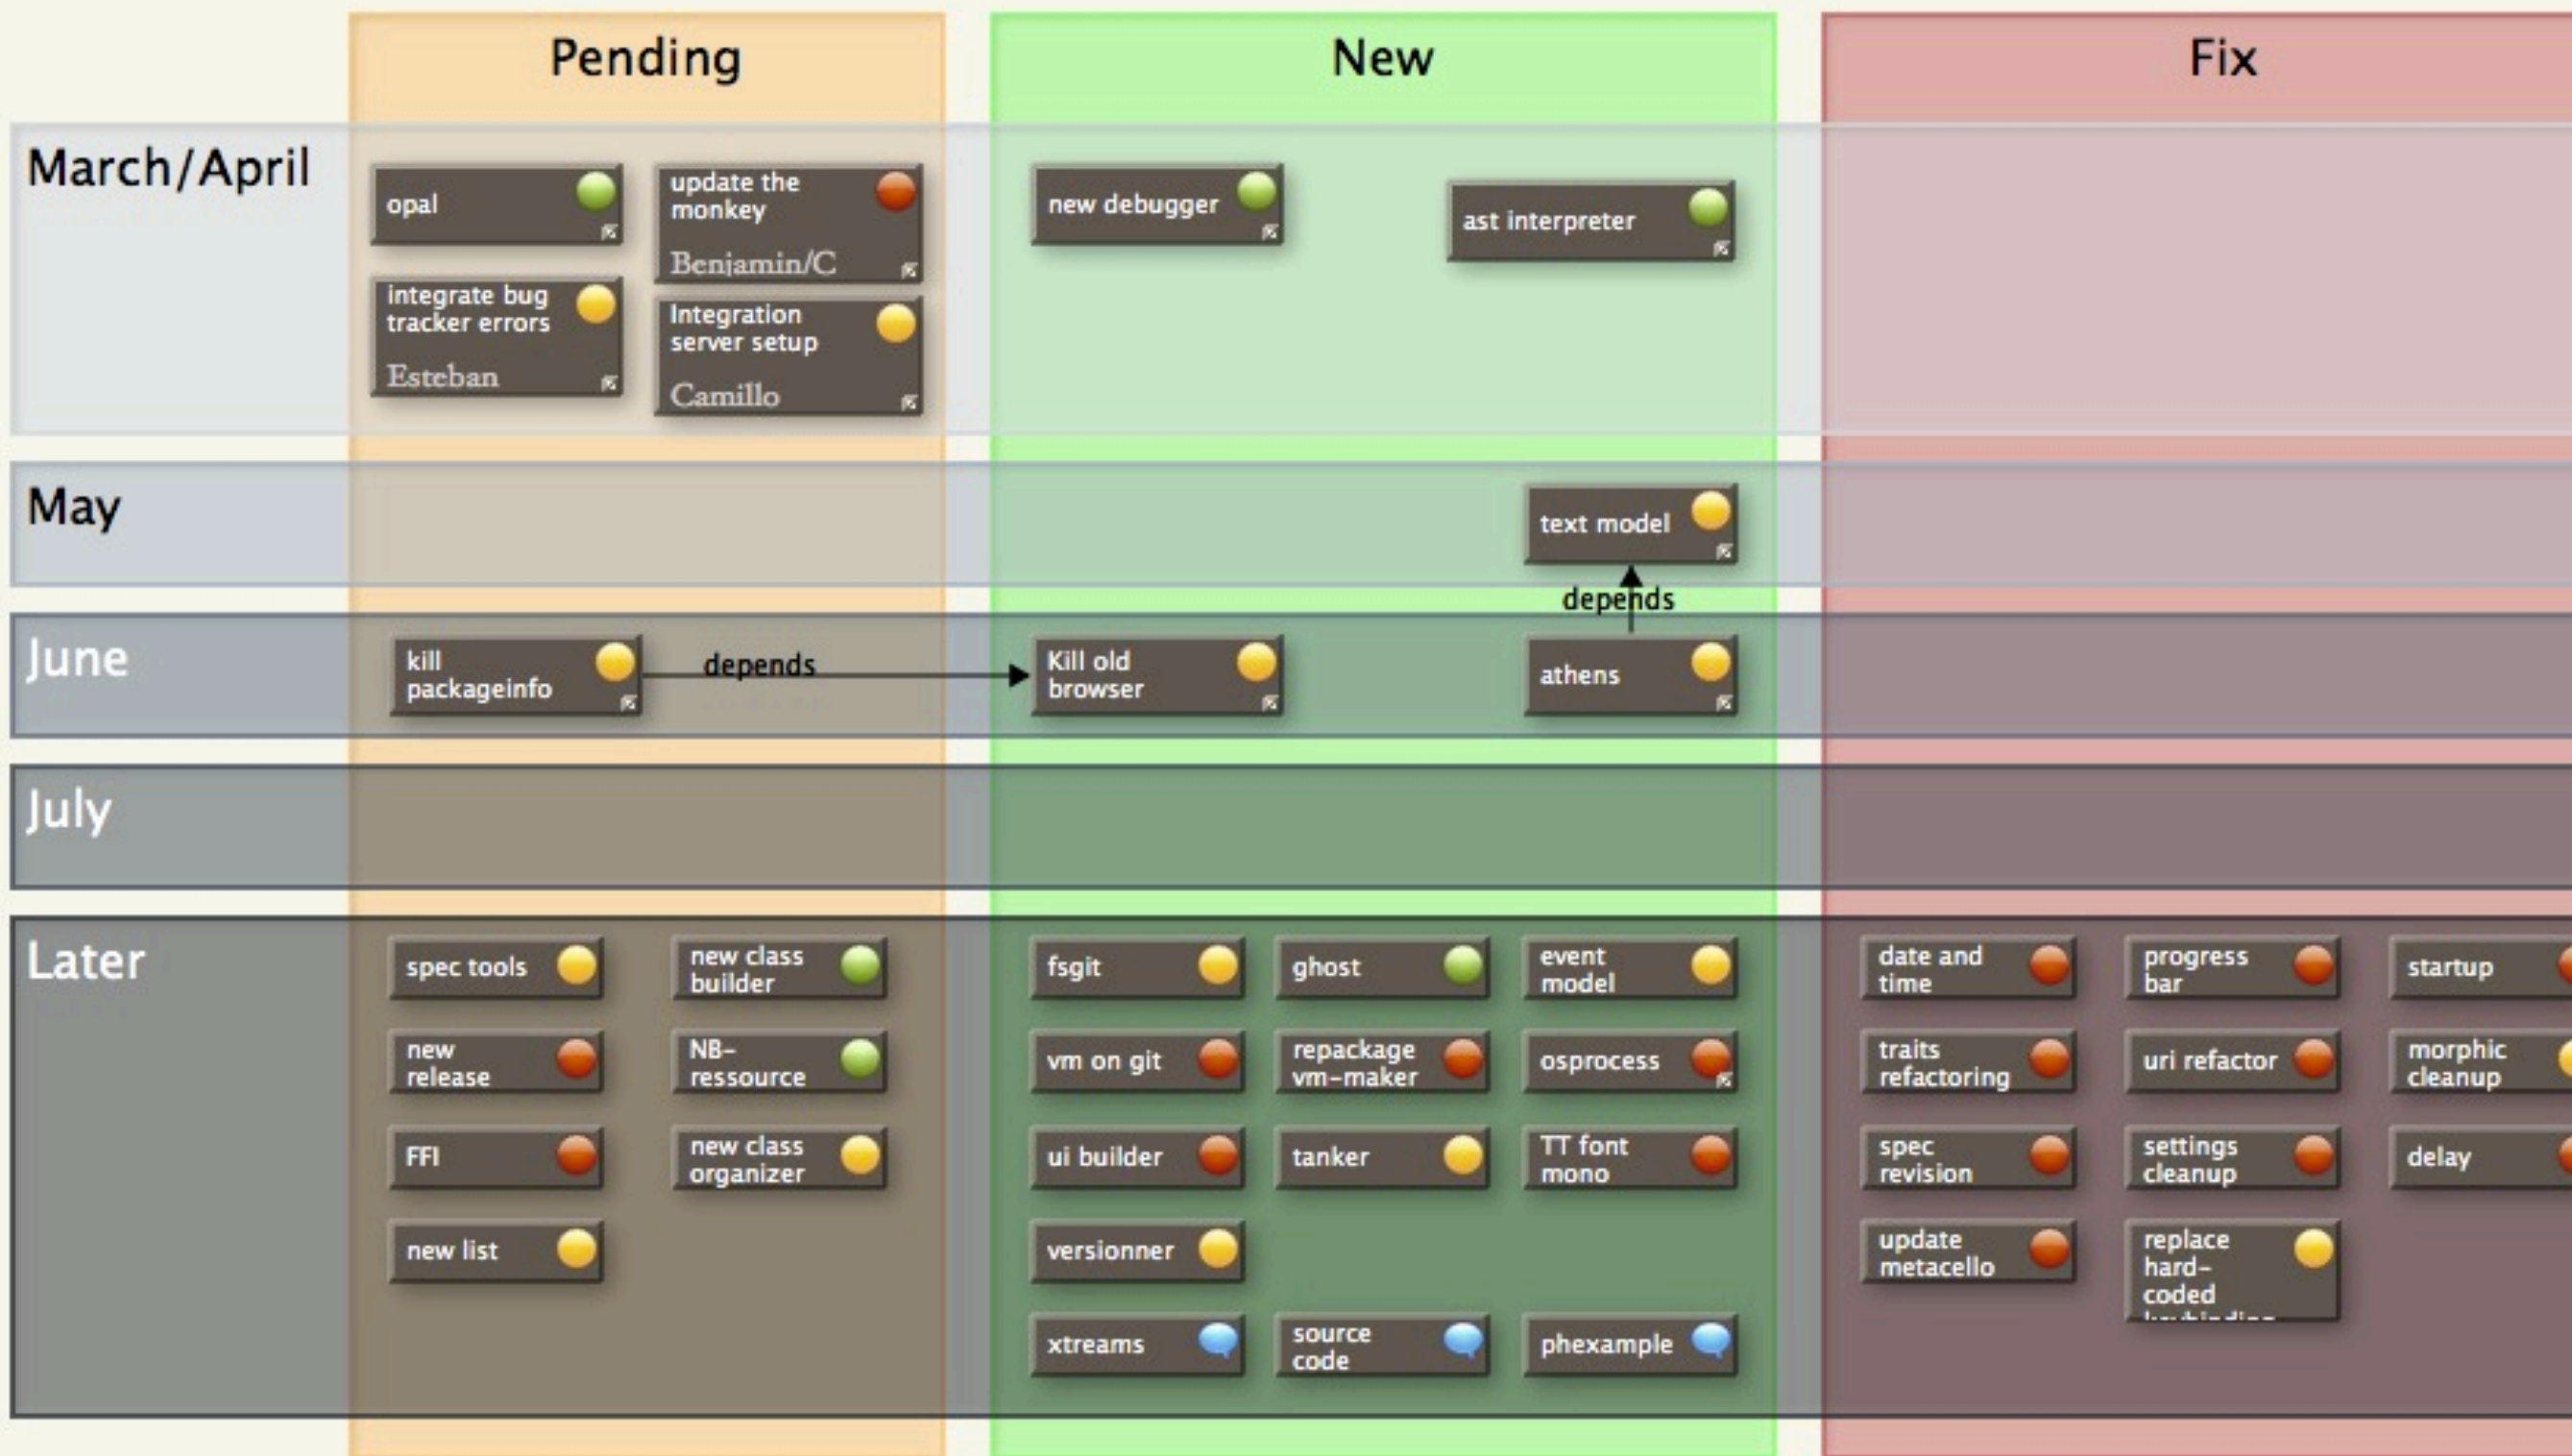 Pending
New
Fix
March/April
opal
update the
monkey
Benjamin/C
integrate bug
tracker errors
Esteban
Integration
server setup
Camillo
new debugger
ast interpreter
May
text model
depends
June
kill
packageinfo
depends
Kill old
browser
athens
July
Later
spec tools
new class
builder
new
release
NB-
ressource
FFI
new class
organizer
new list
fsgit
ghost
event
model
vm on git
repackage
vm-maker
osprocess
ui builder
tanker
TT font
mono
versionner
xtreams
source
code
phexample
date and
time
progress
bar
startup
traits
refactoring
uri refactor
morphic
cleanup
spec
revision
settings
cleanup
delay
update
metacello
replace
hard-
coded